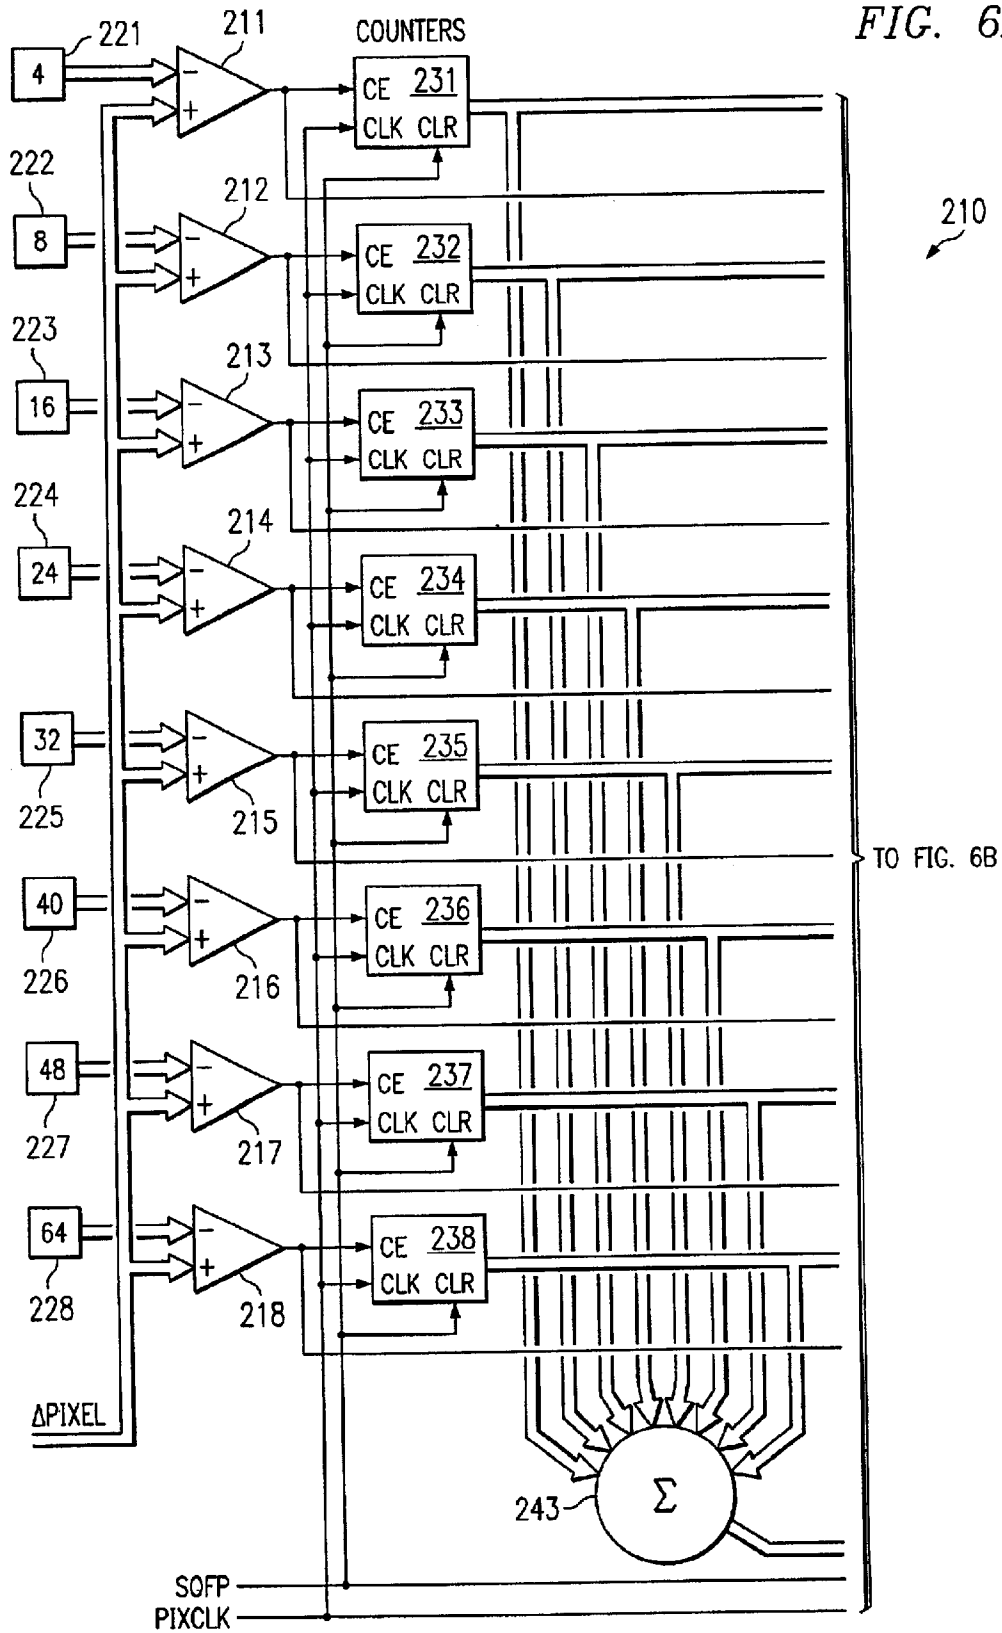 FIG. 6
COUNTERS
221
211
4
−
+
CE 231
CLK CLR
222
212
8
−
+
CE 232
CLK CLR
210
223
213
16
−
+
CE 233
CLK CLR
224
214
24
−
+
CE 234
CLK CLR
32
−
+
CE 235
CLK CLR
225
215
TO FIG. 6B
40
−
+
CE 236
CLK CLR
226
216
48
−
+
CE 237
CLK CLR
227
217
64
−
+
CE 238
CLK CLR
228
218
ΔPIXEL
243
Σ
SOFP
PIXCLK